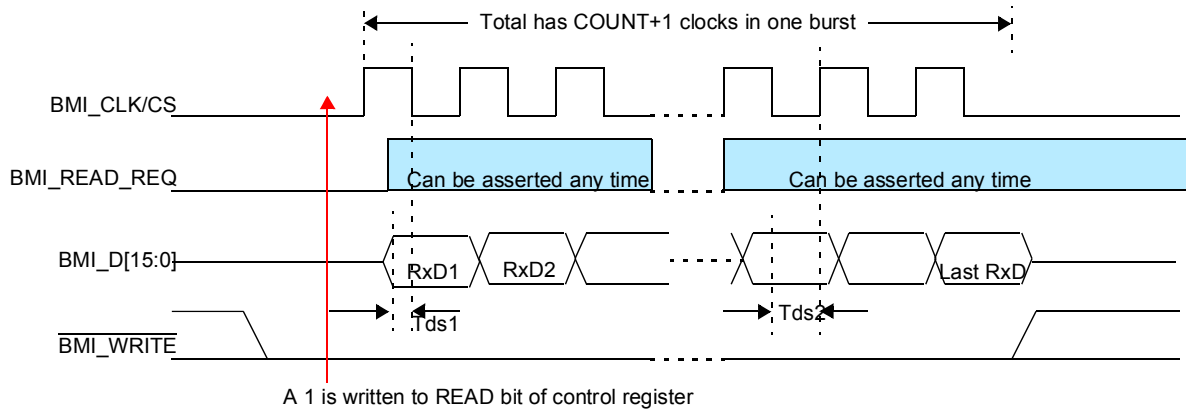 Total has COUNT+1 clocks in one burst
BMI_CLK/CS
BMI_READ_REQ
Can be asserted any time
Can be asserted any time
BMI_D[15:0]
RxD1
RxD2
Last RxD
Tds1
Tds2
BMI_WRITE
A 1 is written to READ bit of control register